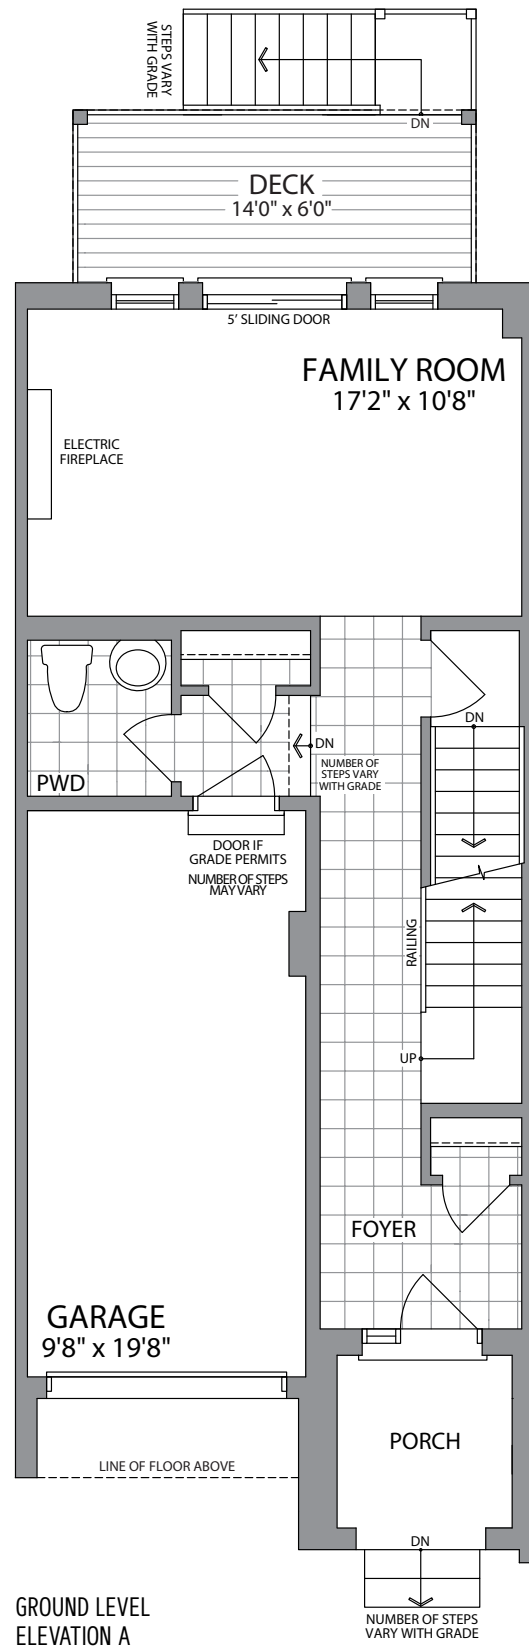 STEPS VARY
WITH GRADE
DN
DECK
14'0" x 6'0"
5' SLIDING DOOR
FAMILY ROOM
17'2" x 10'8"
ELECTRIC
FIREPLACE
PWD
DN
NUMBER OF
STEPS VARY
WITH GRADE
DN
DOOR IF
GRADE PERMITS
NUMBER OF STEPS
MAY VARY
RAILING
UP
FOYER
GARAGE
9'8" x 19'8"
PORCH
LINE OF FLOOR ABOVE
DN
NUMBER OF STEPS
VARY WITH GRADE
GROUND LEVEL
ELEVATION A